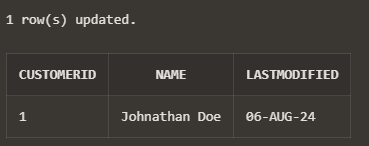 1 row(s) updated.
CUSTOMERID NAME LASTMODIFIED
1 Johnathan Doe 06-AUG-24